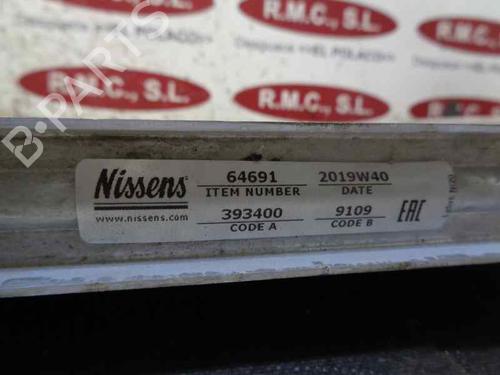 R.M.C., S.L.
R.M.C., S.L.
R.M.C., S.L.
B-PARTS
Nissens
www.nissens.com
64691
ITEM NUMBER
2019W40
DATE
393400
CODE A
9109
CODE B
EAC